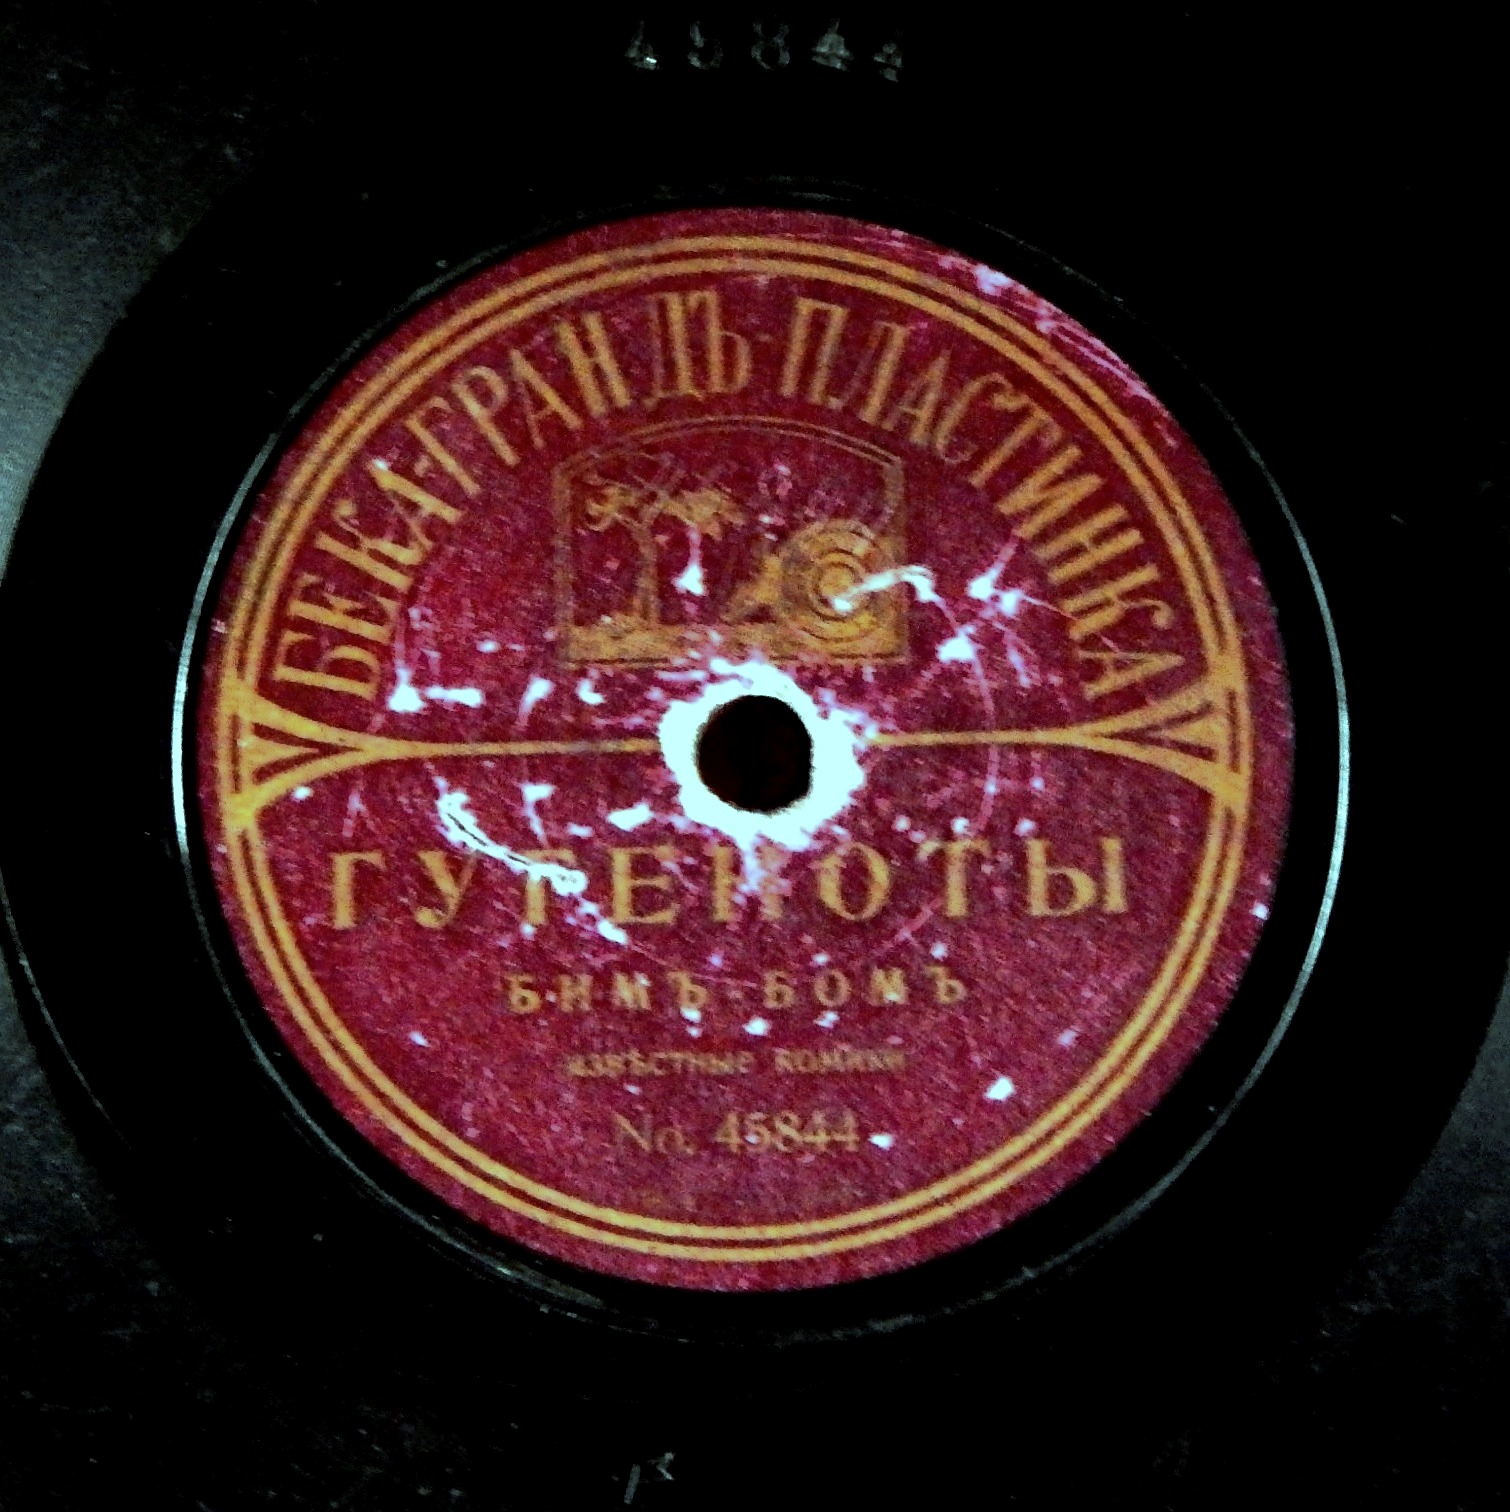 45844
БЕКА-ГРАНДЪ-ПЛАСТИНКА
ГУГЕНОТЫ
БИМЪ-БОМЪ
ИЗВѢСТНЫЕ КОМИКИ
No. 45844